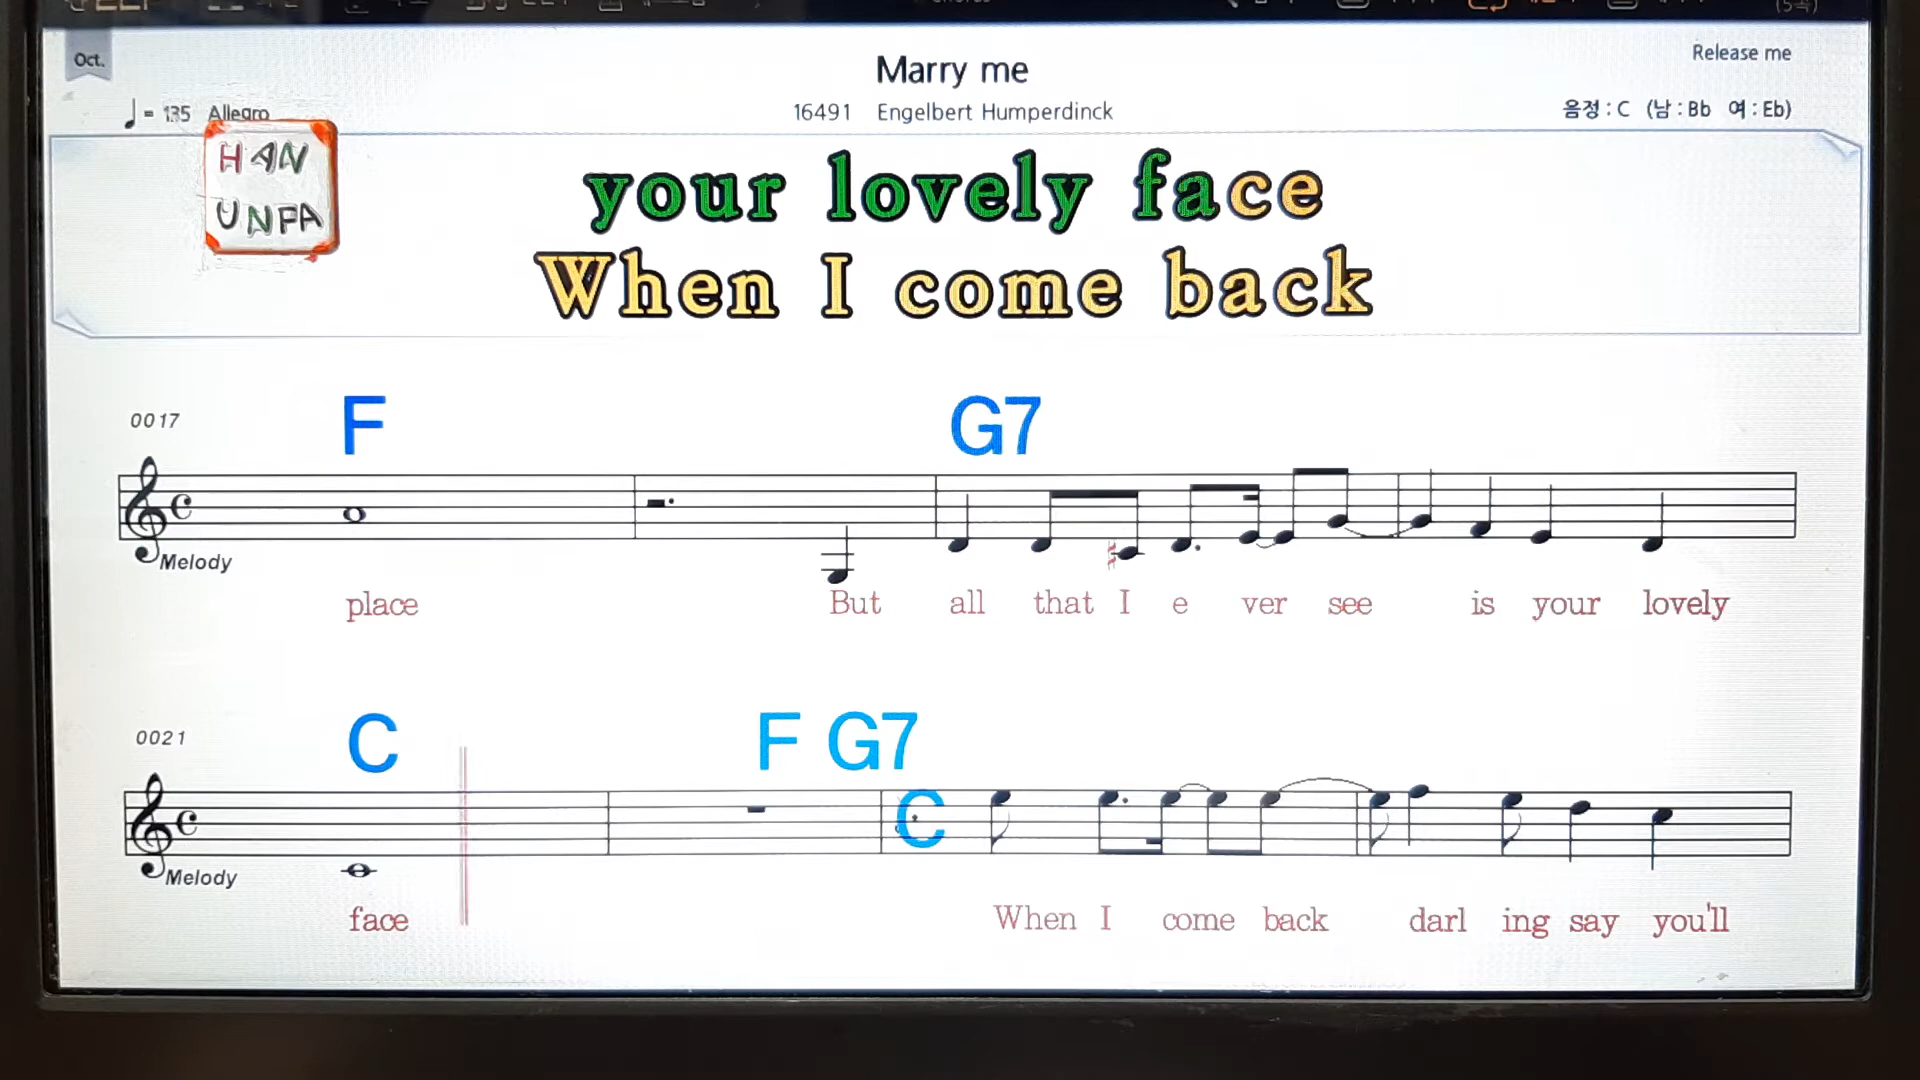 Oct.
Marry me
Release me
= 135 Allegro
16491 Engelbert Humperdinck
음정 : C (남 : Bb 여 : Eb)
HAN
UNPA
your lovely face
When I come back
0017
F G7
Melody
place But all that I e ver see is your lovely
0021
C F G7
C
Melody
face When I come back darl ing say you'll